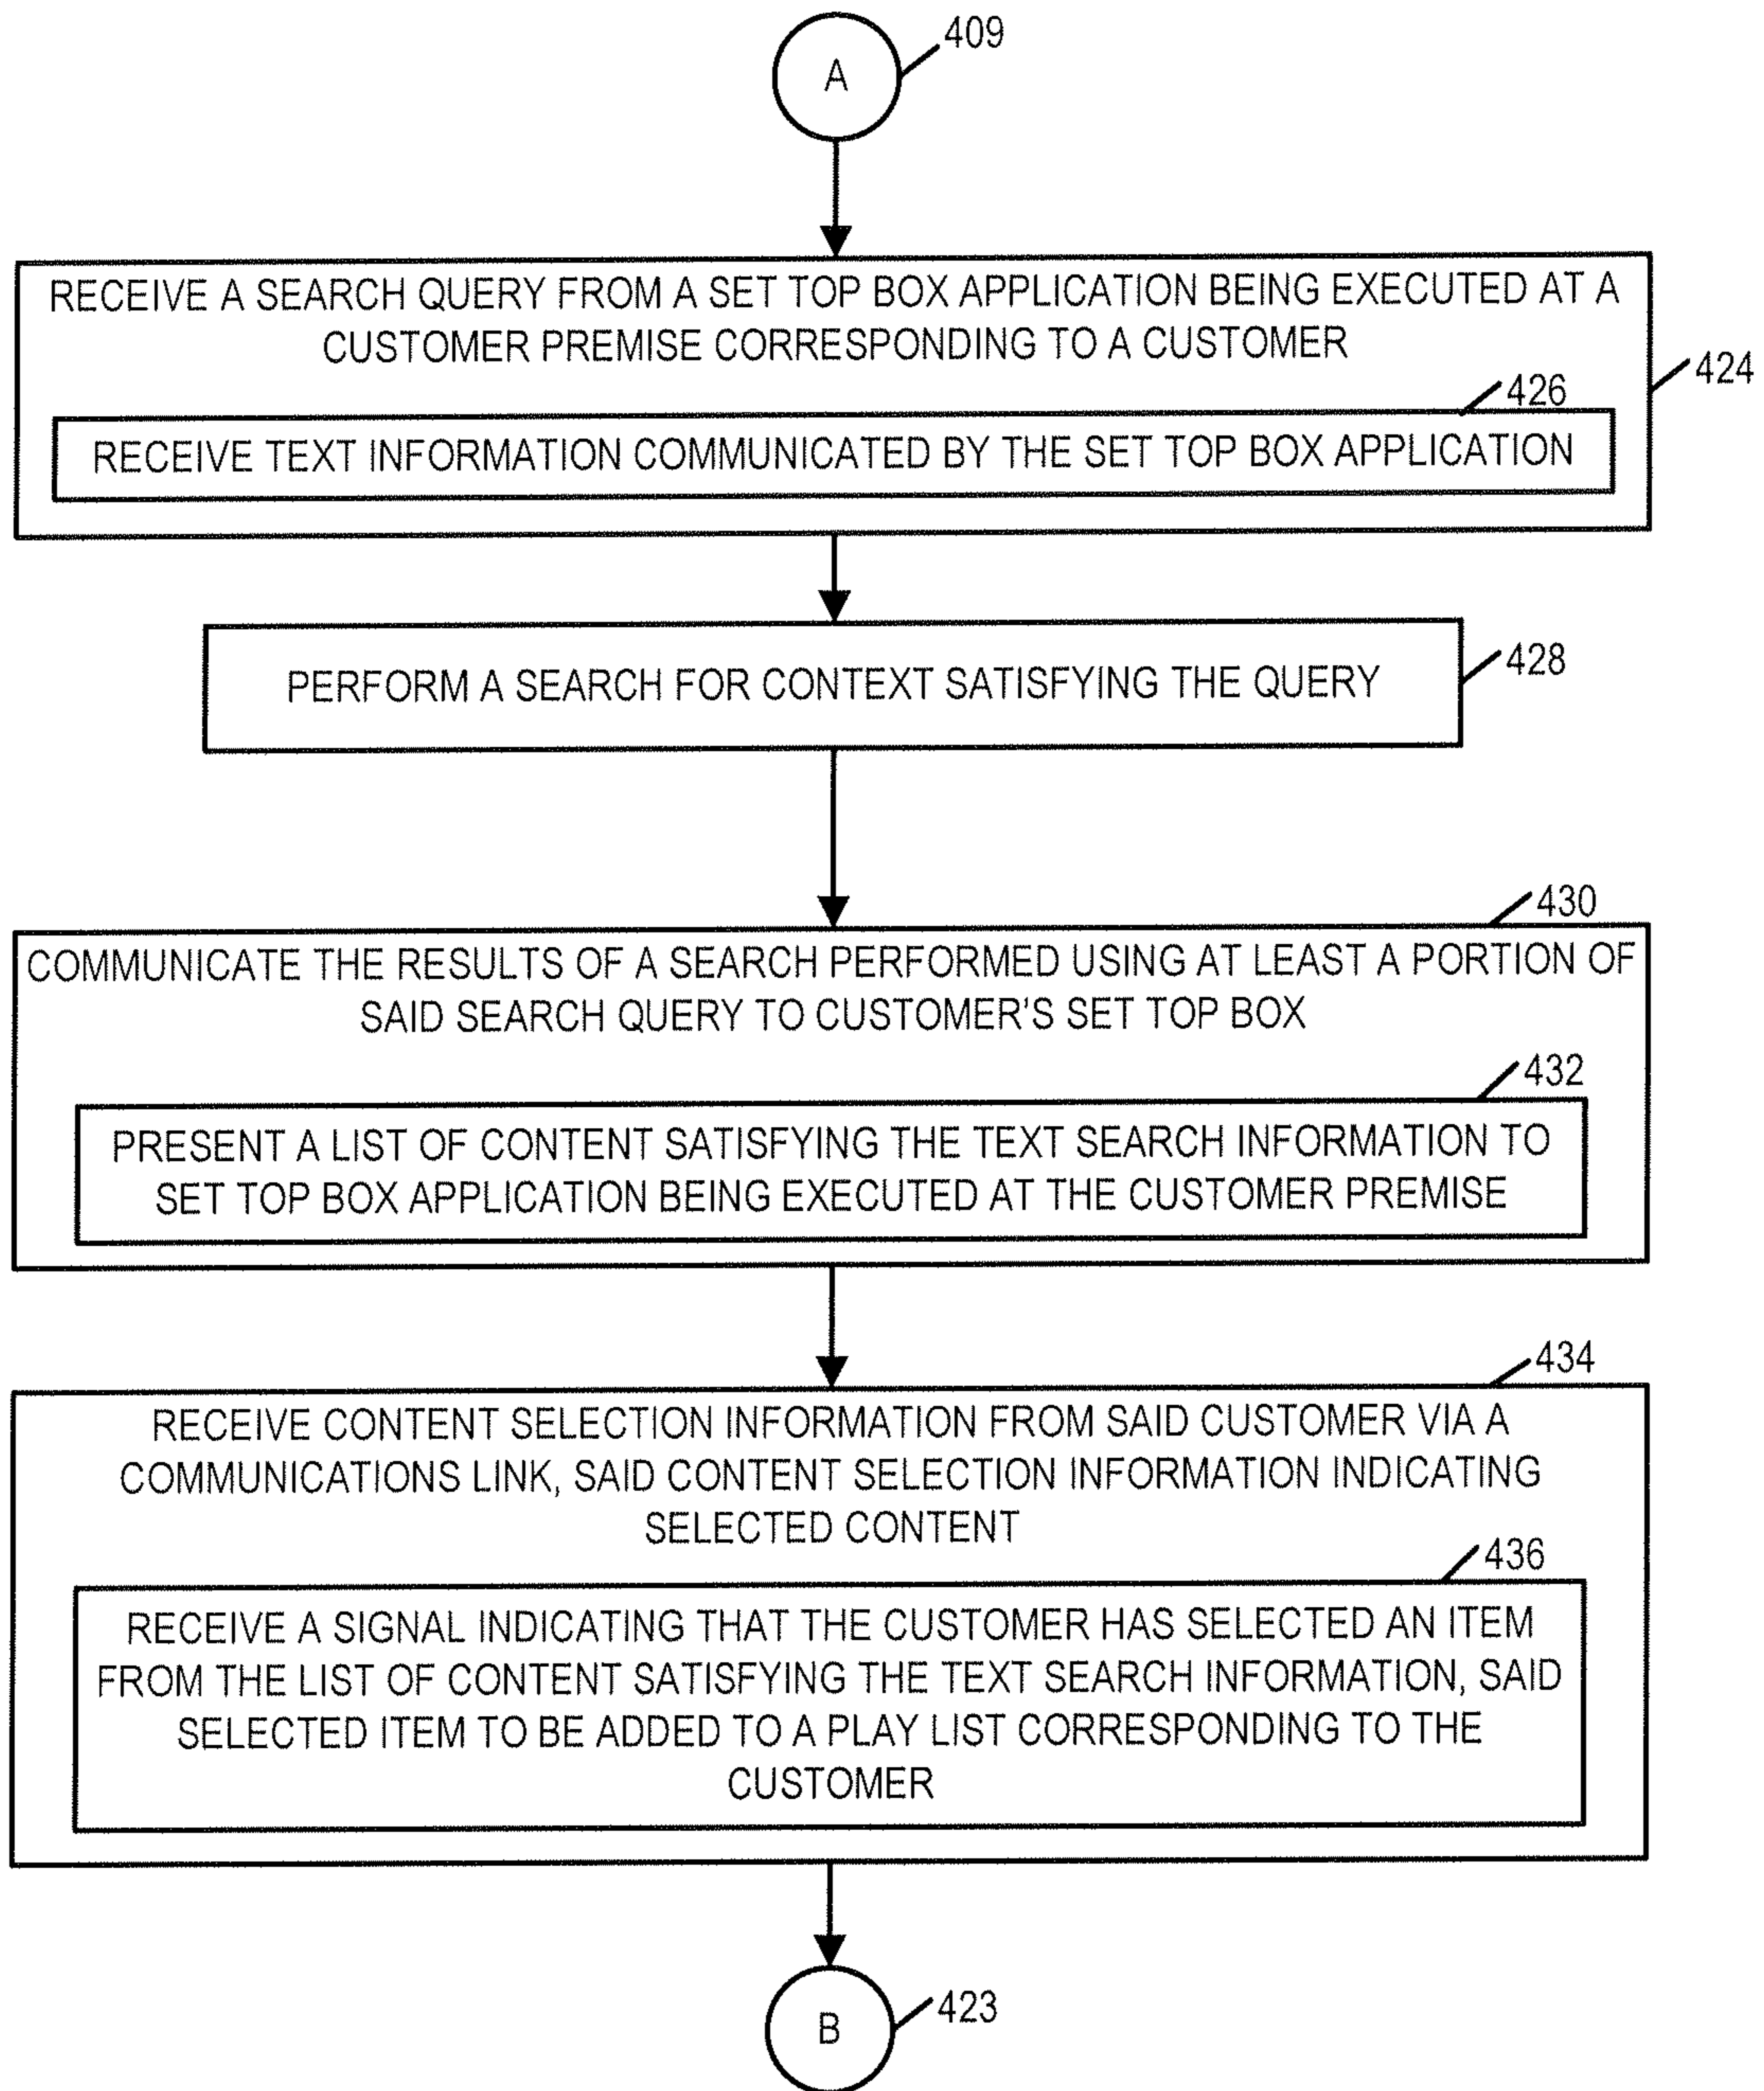 409
A
RECEIVE A SEARCH QUERY FROM A SET TOP BOX APPLICATION BEING EXECUTED AT A
CUSTOMER PREMISE CORRESPONDING TO A CUSTOMER
424
426
RECEIVE TEXT INFORMATION COMMUNICATED BY THE SET TOP BOX APPLICATION
428
PERFORM A SEARCH FOR CONTEXT SATISFYING THE QUERY
430
COMMUNICATE THE RESULTS OF A SEARCH PERFORMED USING AT LEAST A PORTION OF
SAID SEARCH QUERY TO CUSTOMER'S SET TOP BOX
432
PRESENT A LIST OF CONTENT SATISFYING THE TEXT SEARCH INFORMATION TO
SET TOP BOX APPLICATION BEING EXECUTED AT THE CUSTOMER PREMISE
434
RECEIVE CONTENT SELECTION INFORMATION FROM SAID CUSTOMER VIA A
COMMUNICATIONS LINK, SAID CONTENT SELECTION INFORMATION INDICATING
SELECTED CONTENT
436
RECEIVE A SIGNAL INDICATING THAT THE CUSTOMER HAS SELECTED AN ITEM
FROM THE LIST OF CONTENT SATISFYING THE TEXT SEARCH INFORMATION, SAID
SELECTED ITEM TO BE ADDED TO A PLAY LIST CORRESPONDING TO THE
CUSTOMER
B
423